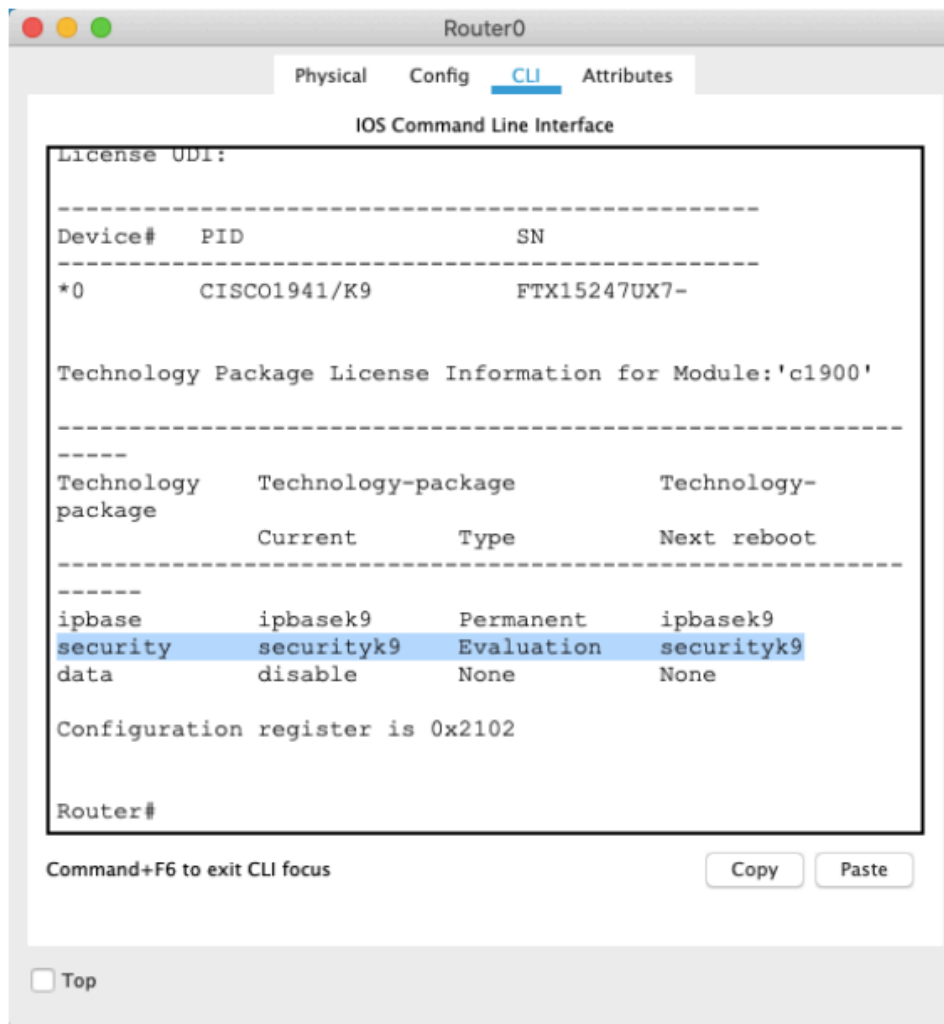 Router0
Physical Config CLI Attributes
IOS Command Line Interface
License UDI:
-------------------------------------------------
Device#   PID                   SN
-------------------------------------------------
*0        CISCO1941/K9          FTX15247UX7-
Technology Package License Information for Module:'c1900'
-----------------------------------------------------------
-----
Technology    Technology-package          Technology-
package
              Current       Type          Next reboot
-----------------------------------------------------------
------
ipbase        ipbasek9      Permanent     ipbasek9
security      securityk9    Evaluation    securityk9
data          disable       None          None
Configuration register is 0x2102
Router#
Command+F6 to exit CLI focus
Copy Paste
Top